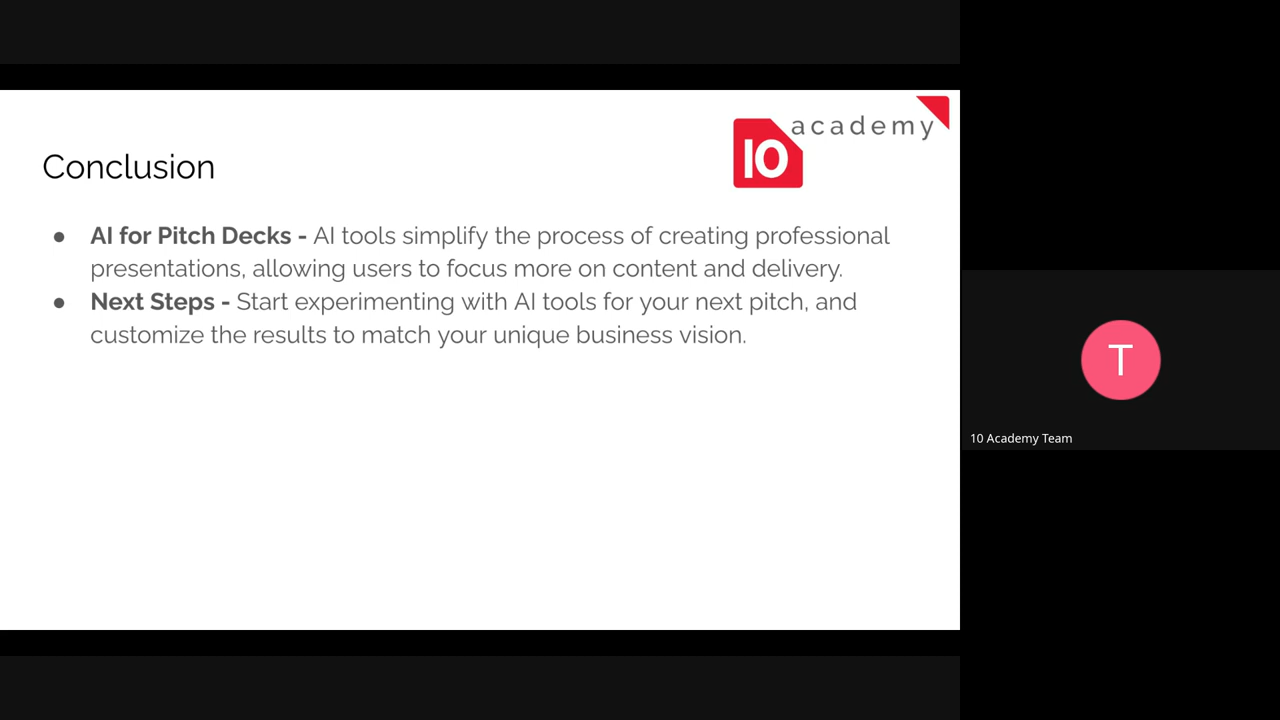 academy
10
Conclusion
● AI for Pitch Decks - AI tools simplify the process of creating professional
presentations, allowing users to focus more on content and delivery.
● Next Steps - Start experimenting with AI tools for your next pitch, and
customize the results to match your unique business vision.
T
10 Academy Team